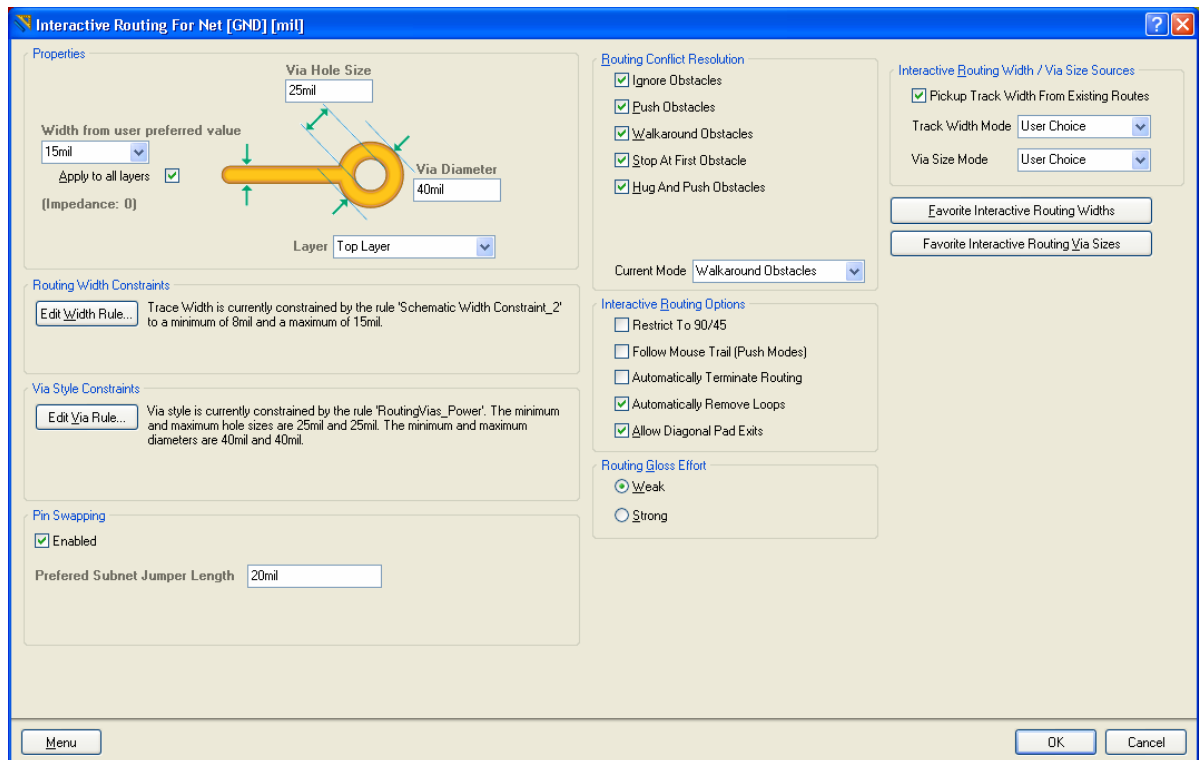 Interactive Routing For Net [GND] [mil]
Properties
Via Hole Size
25mil
Width from user preferred value
15mil
Apply to all layers
(Impedance: 0)
Via Diameter
40mil
Layer Top Layer
Routing Width Constraints
Edit Width Rule...
Trace Width is currently constrained by the rule 'Schematic Width Constraint_2'
to a minimum of 8mil and a maximum of 15mil.
Via Style Constraints
Edit Via Rule...
Via style is currently constrained by the rule 'RoutingVias_Power'. The minimum
and maximum hole sizes are 25mil and 25mil. The minimum and maximum
diameters are 40mil and 40mil.
Pin Swapping
Enabled
Prefered Subnet Jumper Length 20mil
Routing Conflict Resolution
Ignore Obstacles
Push Obstacles
Walkaround Obstacles
Stop At First Obstacle
Hug And Push Obstacles
Current Mode Walkaround Obstacles
Interactive Routing Options
Restrict To 90/45
Follow Mouse Trail (Push Modes)
Automatically Terminate Routing
Automatically Remove Loops
Allow Diagonal Pad Exits
Routing Gloss Effort
Weak
Strong
Interactive Routing Width / Via Size Sources
Pickup Track Width From Existing Routes
Track Width Mode User Choice
Via Size Mode User Choice
Favorite Interactive Routing Widths
Favorite Interactive Routing Via Sizes
Menu
OK
Cancel